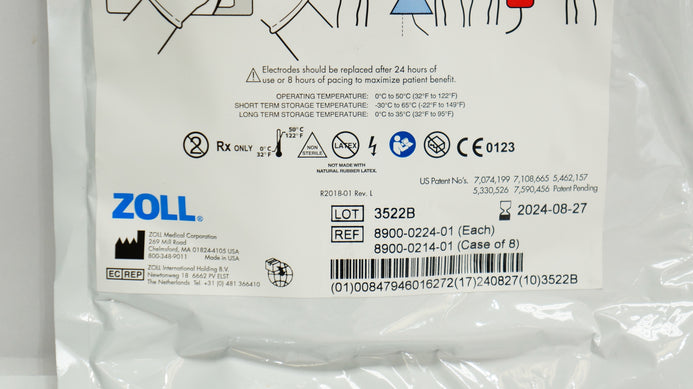 Electrodes should be replaced after 24 hours of
use or 8 hours of pacing to maximize patient benefit.
OPERATING TEMPERATURE: 0°C to 50°C (32°F to 122°F)
SHORT TERM STORAGE TEMPERATURE: -30°C to 65°C (-22°F to 149°F)
LONG TERM STORAGE TEMPERATURE: 0°C to 35°C (32°F to 95°F)
2 Rx ONLY 0°C 32°F 50°C 122°F NON STERILE LATEX CE 0123
NOT MADE WITH
NATURAL RUBBER LATEX.
US Patent No's. 7,074,199 7,108,665 5,462,157
5,330,526 7,590,456 Patent Pending
R2018-01 Rev. L
ZOLL®
LOT 3522B 2024-08-27
REF 8900-0224-01 (Each)
8900-0214-01 (Case of 8)
ZOLL Medical Corporation
269 Mill Road
Chelmsford, MA 01824-4105 USA
800-348-9011 Made in USA
EC REP ZOLL International Holding B.V.
Newtonweg 18 6662 PV ELST
The Netherlands Tel. +31 (0) 481 366410
(01)00847946016272(17)240827(10)3522B